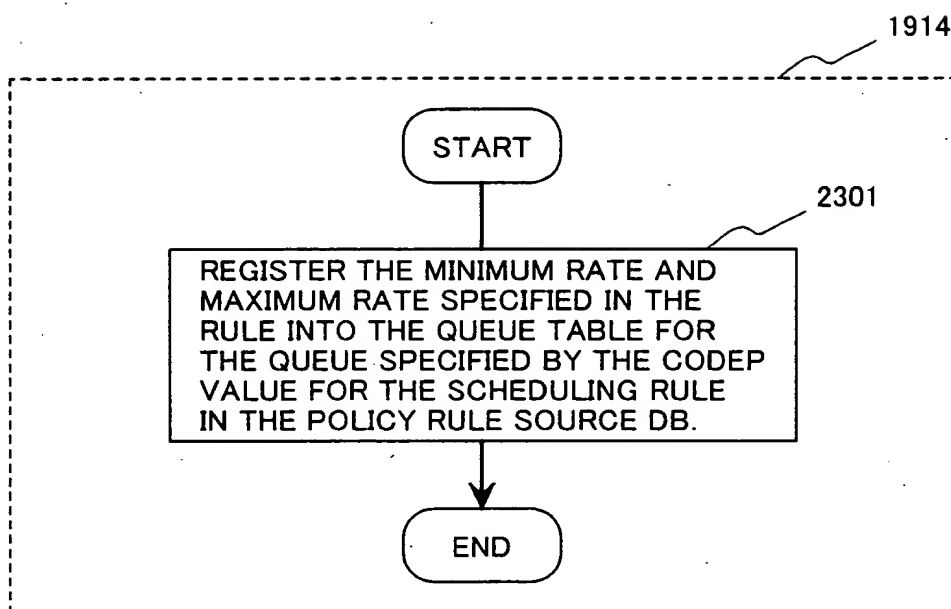 1914
START
2301
REGISTER THE MINIMUM RATE AND
MAXIMUM RATE SPECIFIED IN THE
RULE INTO THE QUEUE TABLE FOR
THE QUEUE SPECIFIED BY THE CODEP
VALUE FOR THE SCHEDULING RULE
IN THE POLICY RULE SOURCE DB.
END